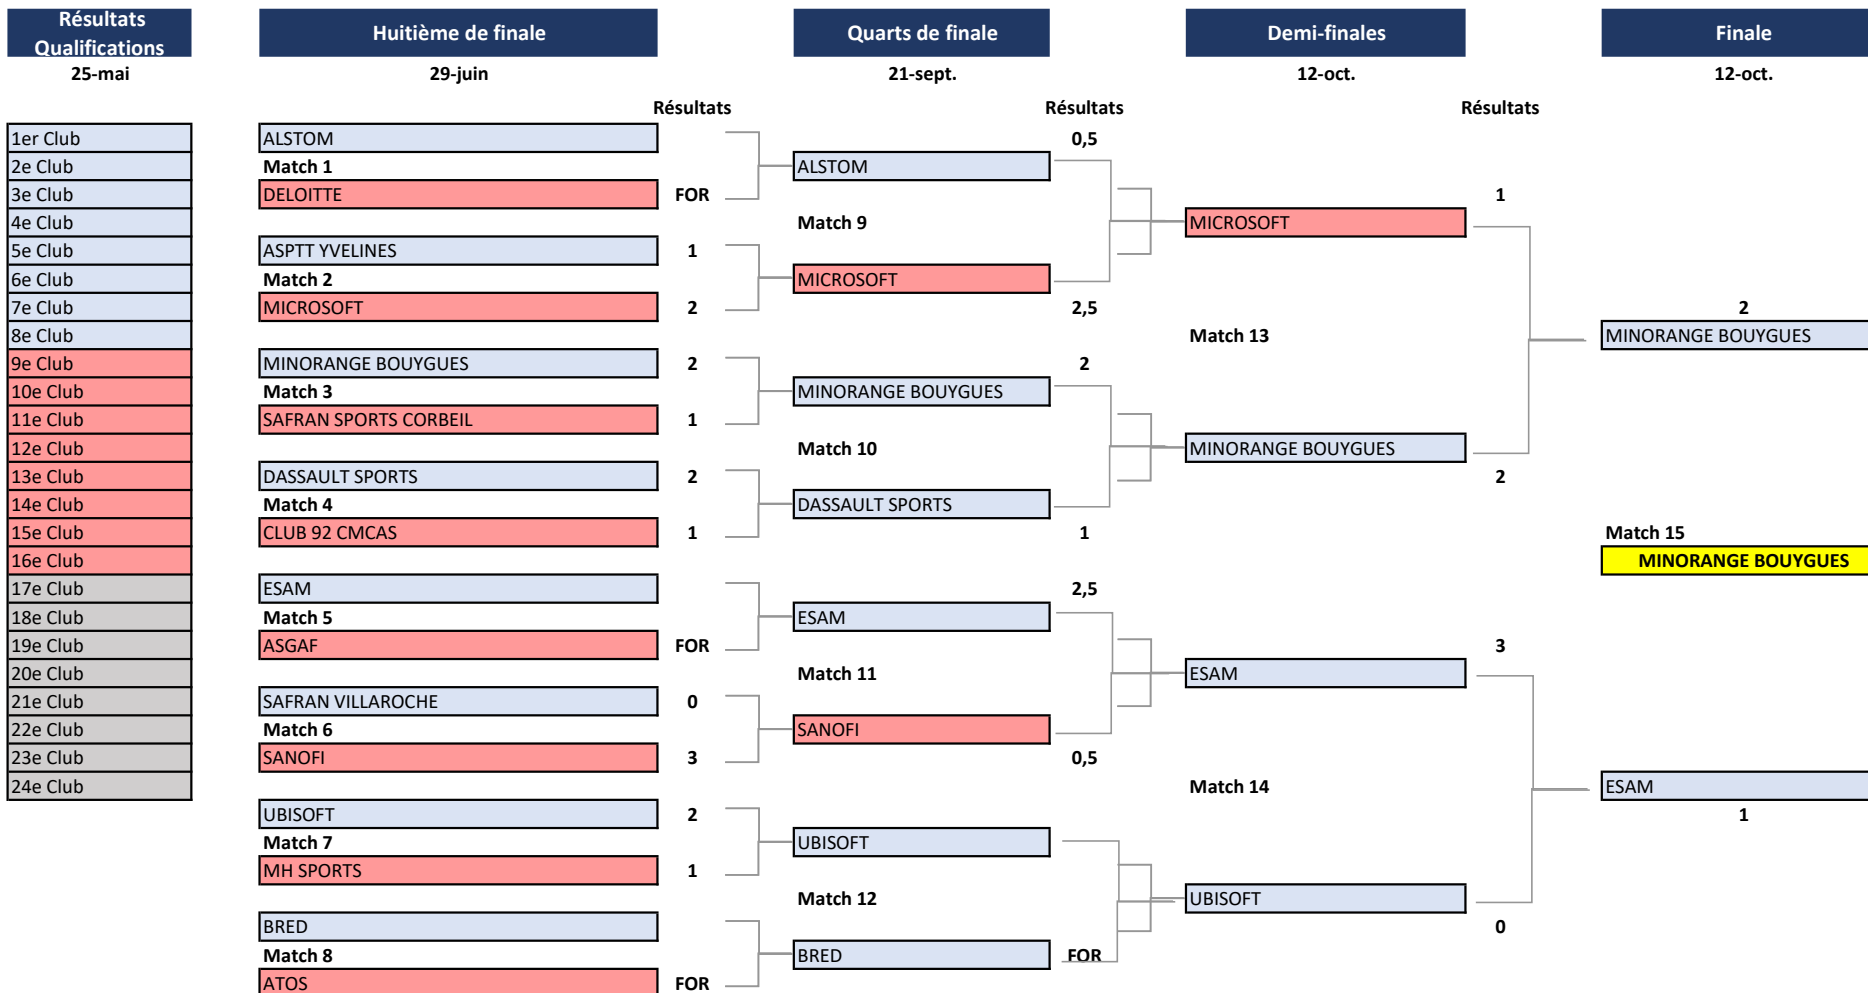 Résultats
Qualifications
Huitième de finale
Quarts de finale
Demi-finales
Finale
25-mai
29-juin
21-sept.
12-oct.
12-oct.
Résultats
Résultats
Résultats
1er Club
2e Club
3e Club
4e Club
5e Club
6e Club
7e Club
8e Club
9e Club
10e Club
11e Club
12e Club
13e Club
14e Club
15e Club
16e Club
17e Club
18e Club
19e Club
20e Club
21e Club
22e Club
23e Club
24e Club
ALSTOM
Match 1
DELOITTE
FOR
ASPTT YVELINES
1
Match 2
MICROSOFT
2
MINORANGE BOUYGUES
2
Match 3
SAFRAN SPORTS CORBEIL
1
DASSAULT SPORTS
2
Match 4
CLUB 92 CMCAS
1
ESAM
Match 5
ASGAF
FOR
SAFRAN VILLAROCHE
0
Match 6
SANOFI
3
UBISOFT
2
Match 7
MH SPORTS
1
BRED
Match 8
ATOS
FOR
0,5
ALSTOM
Match 9
MICROSOFT
2,5
2
MINORANGE BOUYGUES
Match 10
DASSAULT SPORTS
1
2,5
ESAM
Match 11
SANOFI
0,5
UBISOFT
Match 12
BRED
FOR
1
MICROSOFT
Match 13
MINORANGE BOUYGUES
2
3
ESAM
Match 14
UBISOFT
0
2
MINORANGE BOUYGUES
Match 15
MINORANGE BOUYGUES
ESAM
1